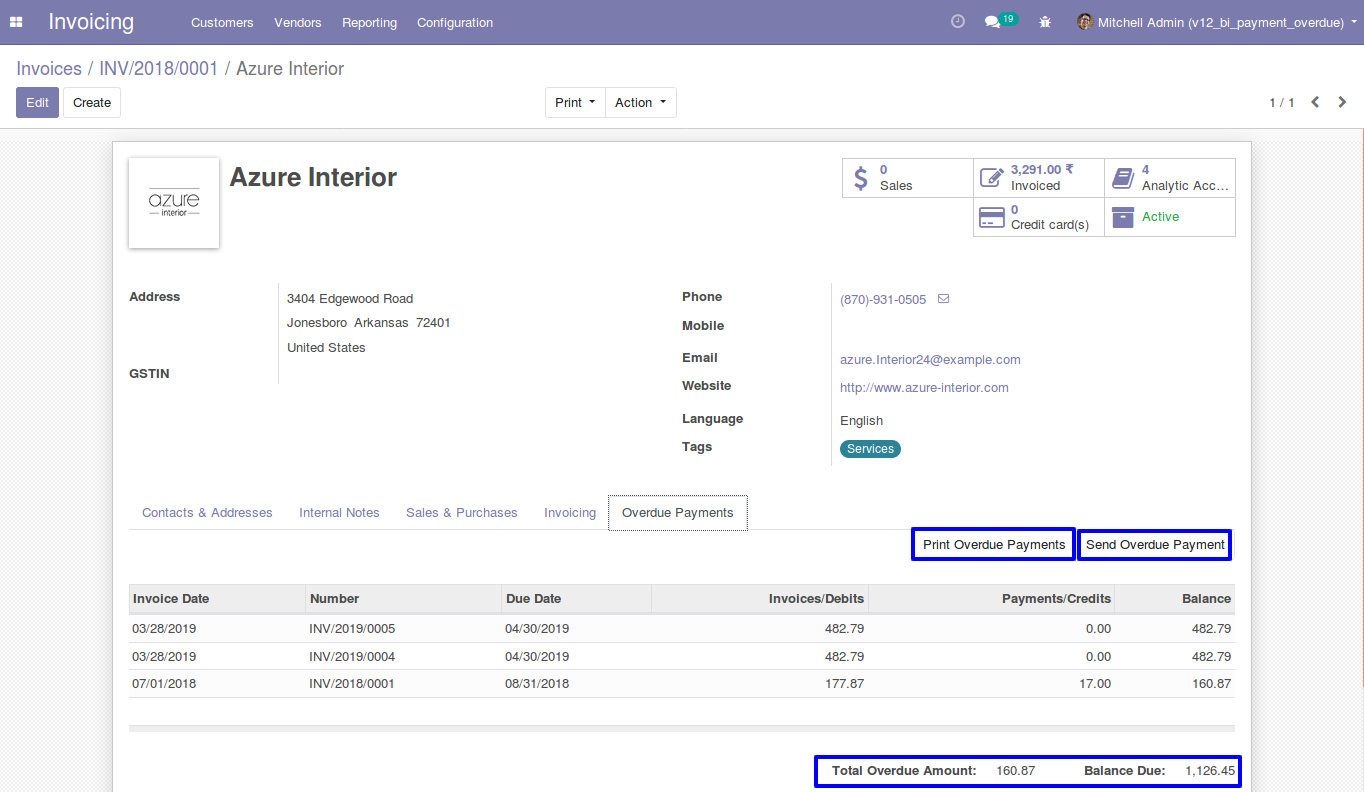 Invoicing Customers Vendors Reporting Configuration 19 Mitchell Admin (v12_bi_payment_overdue)
Invoices / INV/2018/0001 / Azure Interior
Edit Create Print Action 1 / 1
azure
interior
Azure Interior
$ 0 Sales
3,291.00 ₹ Invoiced
4 Analytic Acc...
0 Credit card(s)
Active
Address
3404 Edgewood Road
Jonesboro Arkansas 72401
United States
GSTIN
Phone (870)-931-0505
Mobile
Email azure.Interior24@example.com
Website http://www.azure-interior.com
Language English
Tags Services
Contacts & Addresses Internal Notes Sales & Purchases Invoicing Overdue Payments
Print Overdue Payments Send Overdue Payment
Invoice Date Number Due Date Invoices/Debits Payments/Credits Balance
03/28/2019 INV/2019/0005 04/30/2019 482.79 0.00 482.79
03/28/2019 INV/2019/0004 04/30/2019 482.79 0.00 482.79
07/01/2018 INV/2018/0001 08/31/2018 177.87 17.00 160.87
Total Overdue Amount: 160.87 Balance Due: 1,126.45